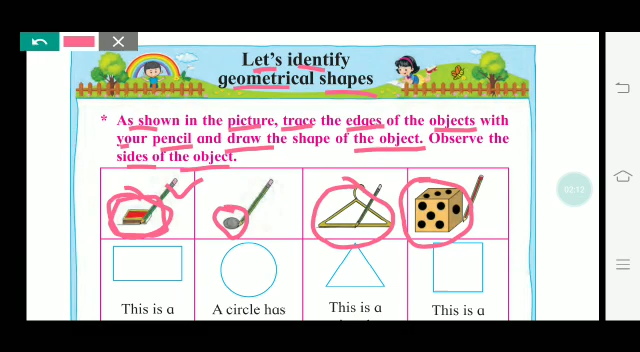 Let's identify
geometrical shapes
* As shown in the picture, trace the edges of the objects with
your pencil and draw the shape of the object. Observe the
sides of the object.
This is a
A circle has
This is a
This is a
02:12